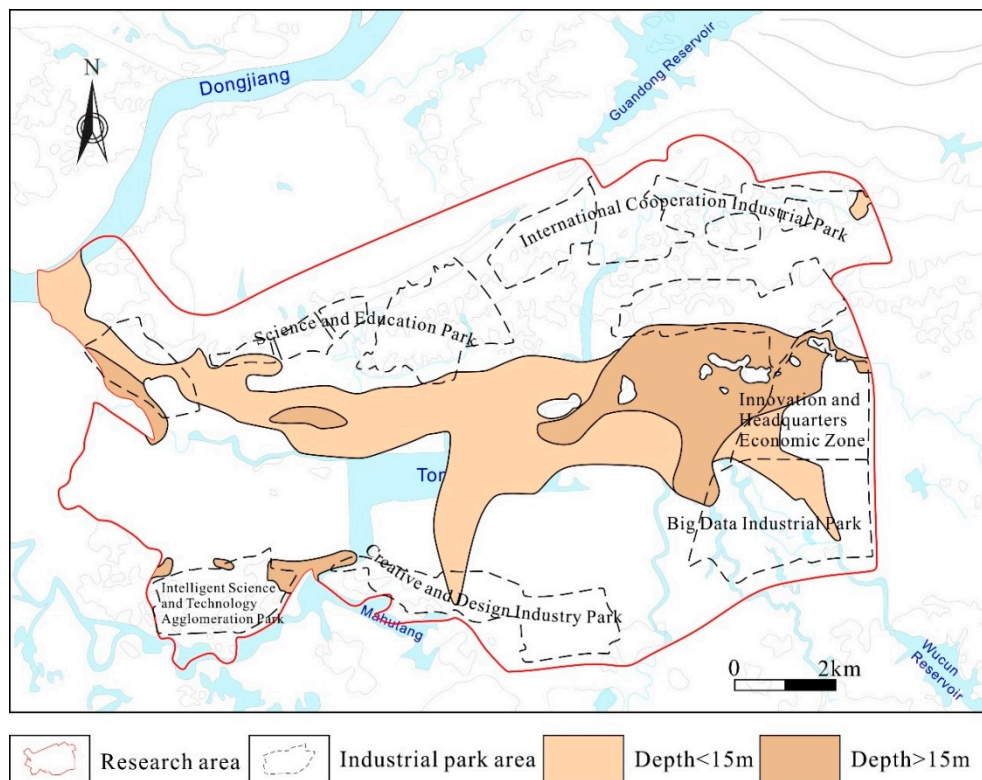 N
Dongjiang
Guandong Reservoir
International Cooperation Industrial Park
Science and Education Park
Innovation and
Headquarters
Economic Zone
Tor
Big Data Industrial Park
Creative and Design Industry Park
Intelligent Science
and Technology
Agglomeration Park
Mahutang
Wucun
Reservoir
0 2km
Research area
Industrial park area
Depth<15m
Depth>15m